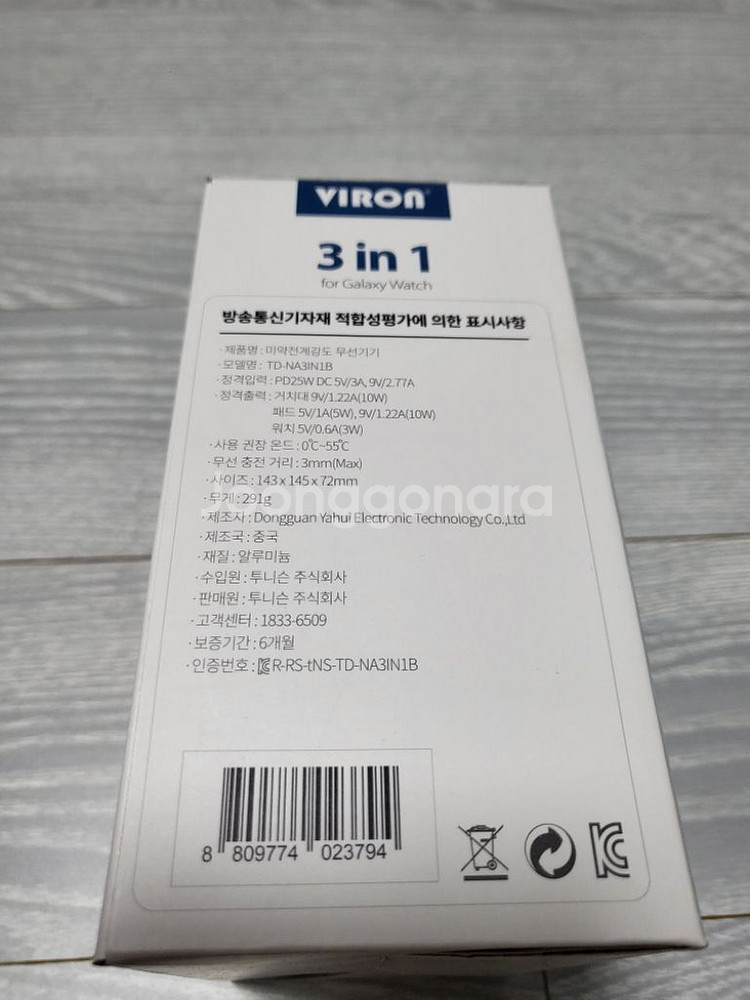 VIRON
3 in 1
for Galaxy Watch
방송통신기자재 적합성평가에 의한 표시사항
· 제품명 : 미약전계강도 무선기기
· 모델명 : TD-NA3IN1B
· 정격입력 : PD25W DC 5V/3A, 9V/2.77A
· 정격출력 : 거치대 9V/1.22A(10W)
패드 5V/1A(5W), 9V/1.22A(10W)
워치 5V/0.6A(3W)
· 사용 권장 온드 : 0℃~55℃
· 무선 충전 거리 : 3mm(Max)
· 사이즈 : 143 x 145 x 72mm
· 무게 : 291g
Joonggonara
· 제조자 : Dongguan Yahui Electronic Technology Co.,Ltd
· 제조국 : 중국
· 재질 : 알루미늄
· 수입원 : 투니슨 주식회사
· 판매원 : 투니슨 주식회사
· 고객센터 : 1833-6509
· 보증기간 : 6개월
· 인증번호 : R-RS-tNS-TD-NA3IN1B
8 809774 023794